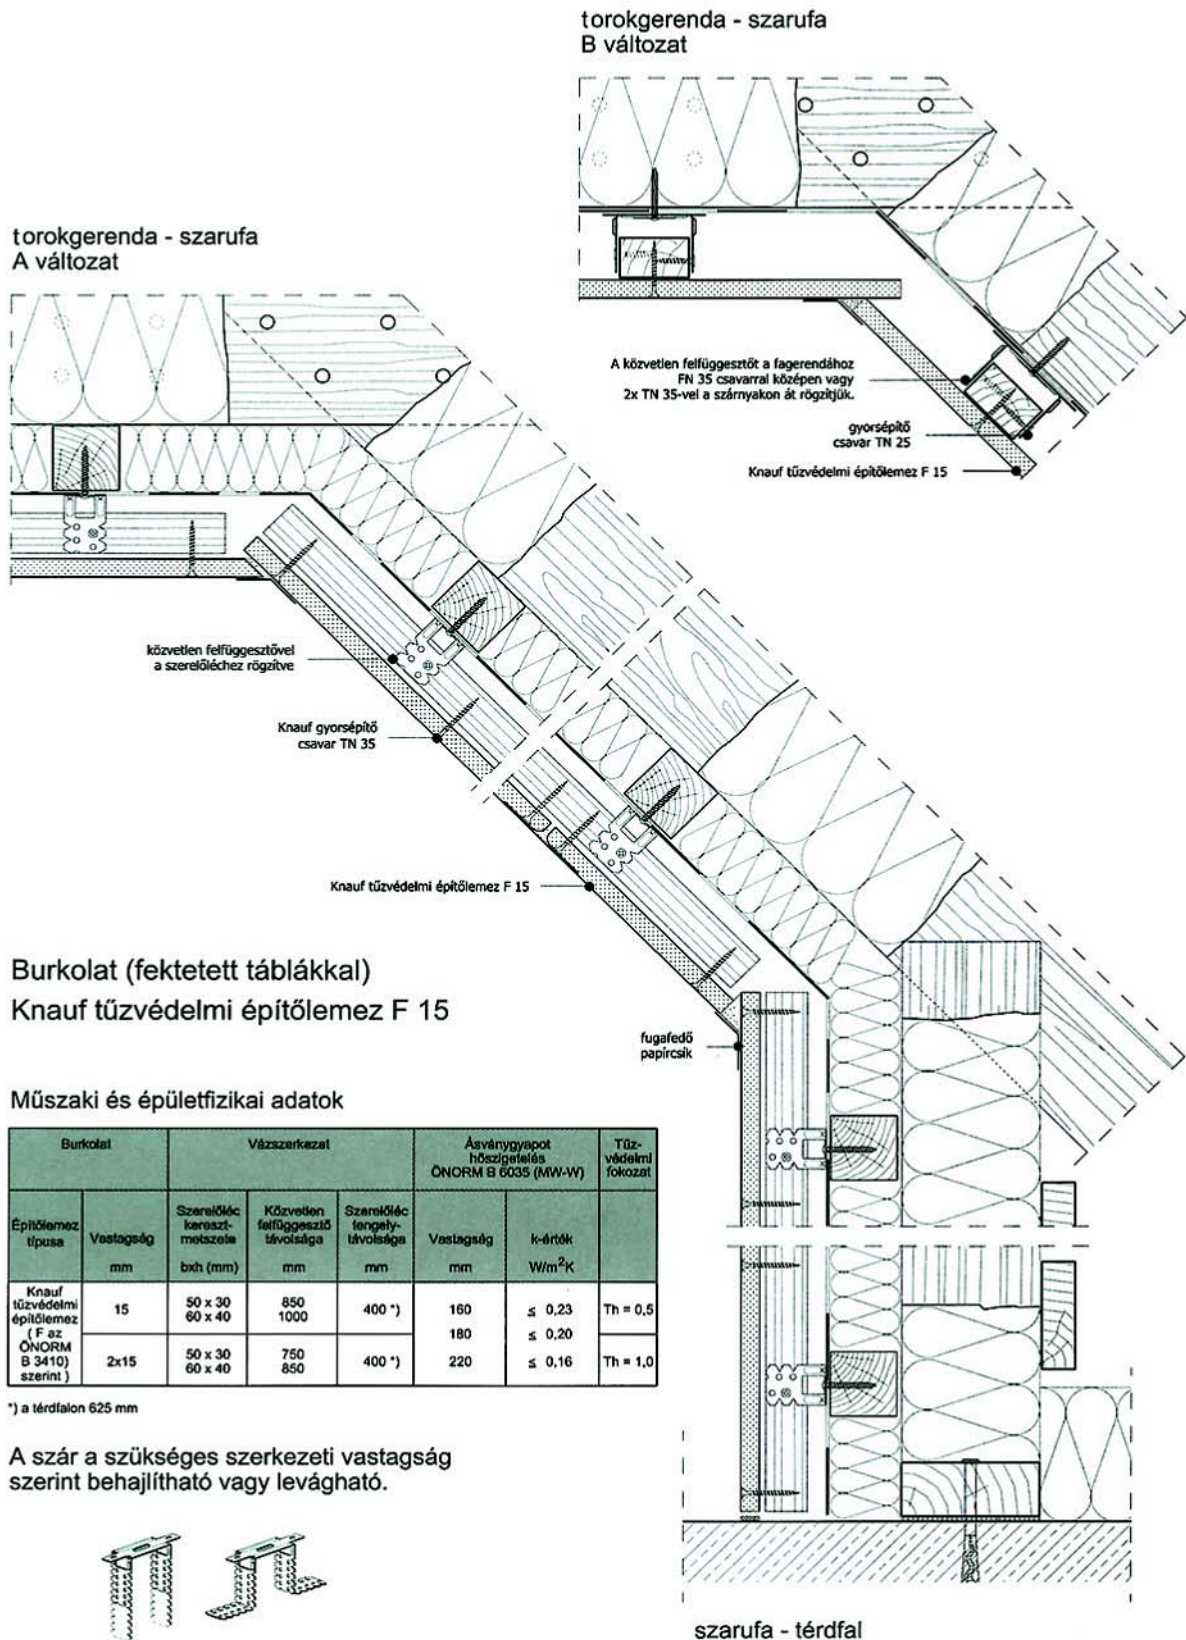 torokgerenda - szarufa
B változat
torokgerenda - szarufa
A változat
A közvetlen felfüggesztőt a fagerendához
FN 35 csavarral középen vagy
2x TN 35-vel a szárnyakon át rögzítjük.
gyorsépítő
csavar TN 25
Knauf tűzvédelmi építőlemez F 15
közvetlen felfüggesztővel
a szerelőléchez rögzítve
Knauf gyorsépítő
csavar TN 35
Knauf tűzvédelmi építőlemez F 15
Burkolat (fektetett táblákkal)
Knauf tűzvédelmi építőlemez F 15
fugafedő
papírcsík
Műszaki és épületfizikai adatok
Burkolat Vázszerkezet Ásványgyapot hőszigetelés ÖNORM B 6035 (MW-W) Tűz-védelmi fokozat
Építőlemez típusa Vastagság mm Szerelőléc kereszt-metszete bxh (mm) Közvetlen felfüggesztő távolsága mm Szerelőléc tengely-távolsága mm Vastagság mm k-érték W/m²K
Knauf tűzvédelmi építőlemez ( F az ÖNORM B 3410) szerint )
15 50 x 30 60 x 40 850 1000 400 *) 160 ≤ 0,23 Th = 0,5
180 ≤ 0,20
2x15 50 x 30 60 x 40 750 850 400 *) 220 ≤ 0,16 Th = 1,0
*) a térdfalon 625 mm
A szár a szükséges szerkezeti vastagság
szerint behajlítható vagy levágható.
szarufa - térdfal